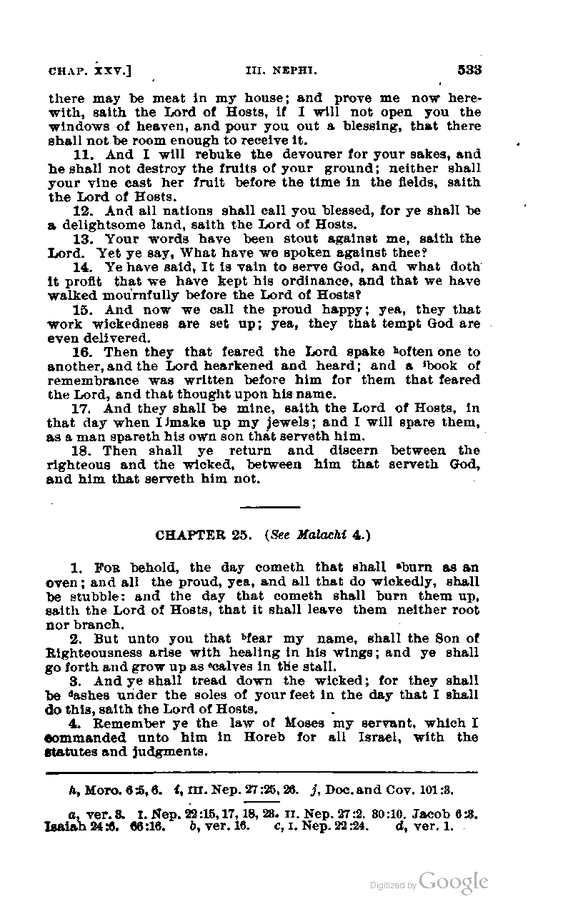 CHAP. XXV.] III. NEPHI. 533
there may be meat in my house; and prove me now here-
with, saith the Lord of Hosts, if I will not open you the
windows of heaven, and pour you out a blessing, that there
shall not be room enough to receive it.
11. And I will rebuke the devourer for your sakes, and
he shall not destroy the fruits of your ground; neither shall
your vine cast her fruit before the time in the fields, saith
the Lord of Hosts.
12. And all nations shall call you blessed, for ye shall be
a delightsome land, saith the Lord of Hosts.
13. Your words have been stout against me, saith the
Lord. Yet ye say, What have we spoken against thee?
14. Ye have said, It is vain to serve God, and what doth
it profit that we have kept his ordinance, and that we have
walked mournfully before the Lord of Hosts?
15. And now we call the proud happy; yea, they that
work wickedness are set up; yea, they that tempt God are
even delivered.
16. Then they that feared the Lord spake hoften one to
another, and the Lord hearkened and heard; and a ibook of
remembrance was written before him for them that feared
the Lord, and that thought upon his name.
17. And they shall be mine, saith the Lord of Hosts, in
that day when I jmake up my jewels; and I will spare them,
as a man spareth his own son that serveth him.
18. Then shall ye return and discern between the
righteous and the wicked, between him that serveth God,
and him that serveth him not.
CHAPTER 25. (See Malachi 4.)
1. FOR behold, the day cometh that shall aburn as an
oven; and all the proud, yea, and all that do wickedly, shall
be stubble: and the day that cometh shall burn them up,
saith the Lord of Hosts, that it shall leave them neither root
nor branch.
2. But unto you that bfear my name, shall the Son of
Righteousness arise with healing in his wings; and ye shall
go forth and grow up as ccalves in the stall.
3. And ye shall tread down the wicked; for they shall
be dashes under the soles of your feet in the day that I shall
do this, saith the Lord of Hosts.
4. Remember ye the law of Moses my servant, which I
commanded unto him in Horeb for all Israel, with the
statutes and judgments.
h, Moro. 6:5, 6. i, III. Nep. 27:25, 26. j, Doc. and Cov. 101:3.
a, ver. 3. I. Nep. 22:15, 17, 18, 23. II. Nep. 27:2. 30:10. Jacob 6:3.
Isaiah 24:6. 66:16. b, ver. 16. c, I. Nep. 22:24. d, ver. 1.
Digitized by Google